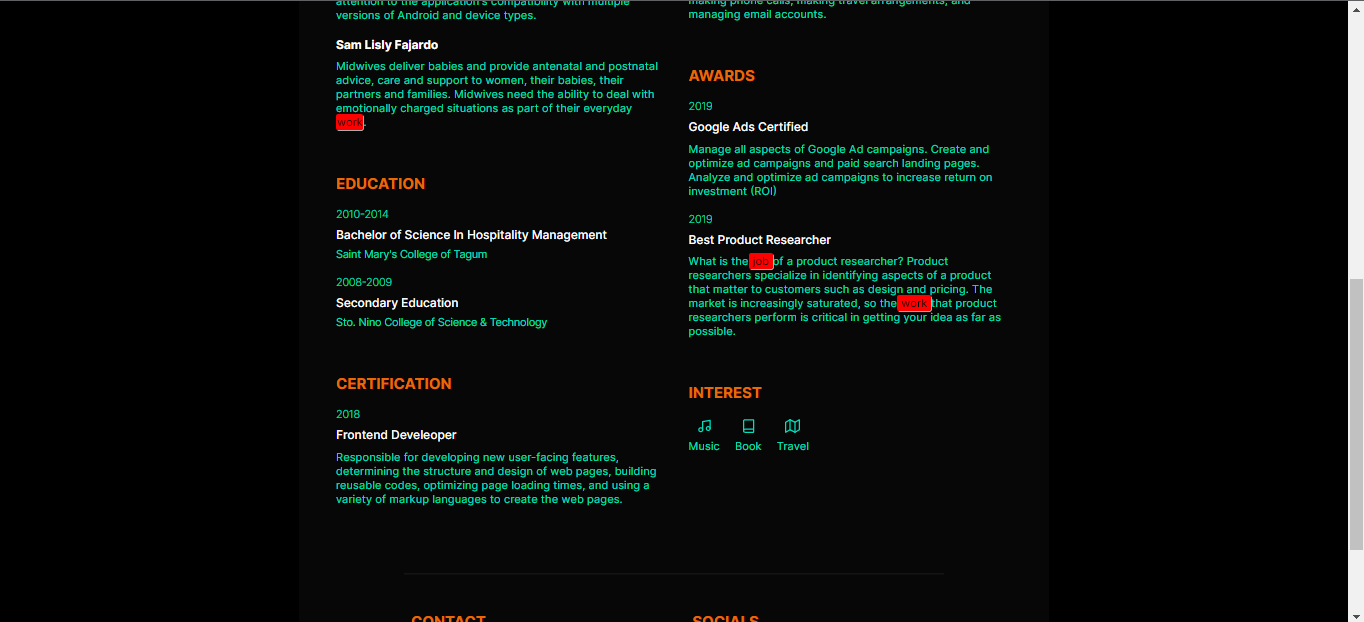 attention to the application's compatibility with multiple
versions of Android and device types.
Sam Lisly Fajardo
Midwives deliver babies and provide antenatal and postnatal
advice, care and support to women, their babies, their
partners and families. Midwives need the ability to deal with
emotionally charged situations as part of their everyday
work.
EDUCATION
2010-2014
Bachelor of Science In Hospitality Management
Saint Mary's College of Tagum
2008-2009
Secondary Education
Sto. Nino College of Science & Technology
CERTIFICATION
2018
Frontend Develeoper
Responsible for developing new user-facing features,
determining the structure and design of web pages, building
reusable codes, optimizing page loading times, and using a
variety of markup languages to create the web pages.
making phone calls, making travel arrangements, and
managing email accounts.
AWARDS
2019
Google Ads Certified
Manage all aspects of Google Ad campaigns. Create and
optimize ad campaigns and paid search landing pages.
Analyze and optimize ad campaigns to increase return on
investment (ROI)
2019
Best Product Researcher
What is the job of a product researcher? Product
researchers specialize in identifying aspects of a product
that matter to customers such as design and pricing. The
market is increasingly saturated, so the work that product
researchers perform is critical in getting your idea as far as
possible.
INTEREST
Music Book Travel
CONTACT
SOCIALS